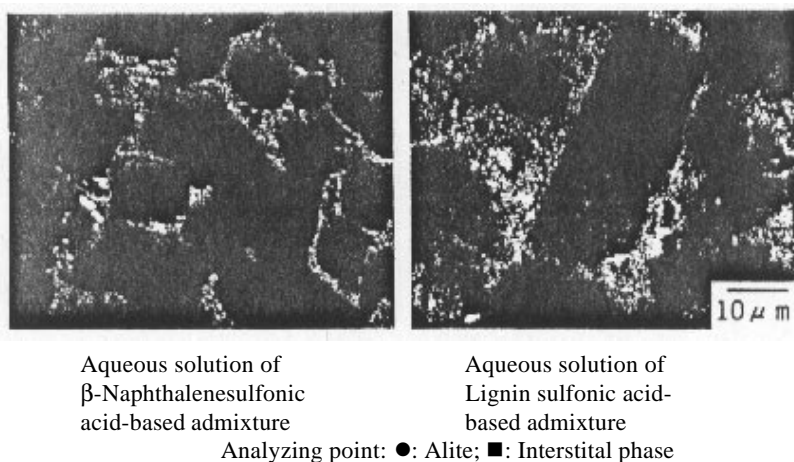 10 μm
Aqueous solution of
β-Naphthalenesulfonic
acid-based admixture
Aqueous solution of
Lignin sulfonic acid-
based admixture
Analyzing point: ●: Alite; ■: Interstital phase